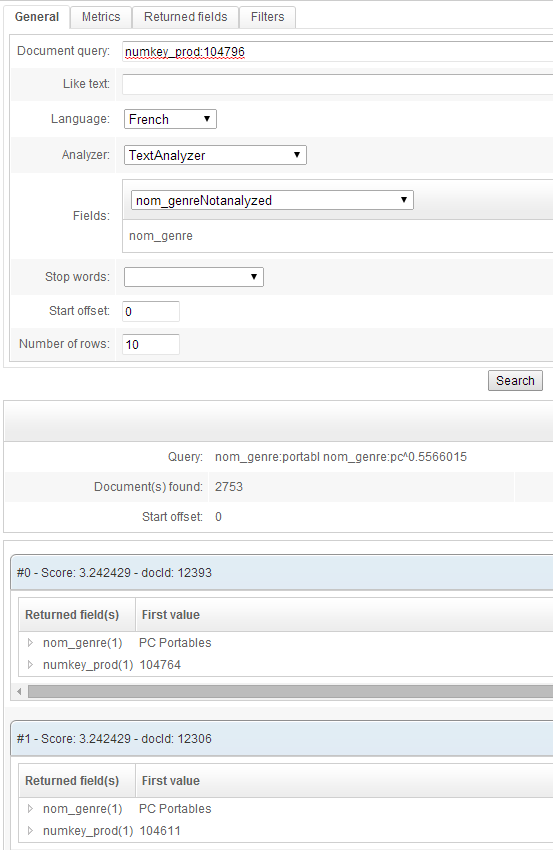 General Metrics Returned fields Filters
Document query: numkey_prod:104796
Like text:
Language: French
Analyzer: TextAnalyzer
nom_genreNotanalyzed
Fields:
nom_genre
Stop words:
Start offset: 0
Number of rows: 10
Search
Query: nom_genre:portabl nom_genre:pc^0.5566015
Document(s) found: 2753
Start offset: 0
#0 - Score: 3.242429 - docId: 12393
Returned field(s) First value
nom_genre(1) PC Portables
numkey_prod(1) 104764
#1 - Score: 3.242429 - docId: 12306
Returned field(s) First value
nom_genre(1) PC Portables
numkey_prod(1) 104611